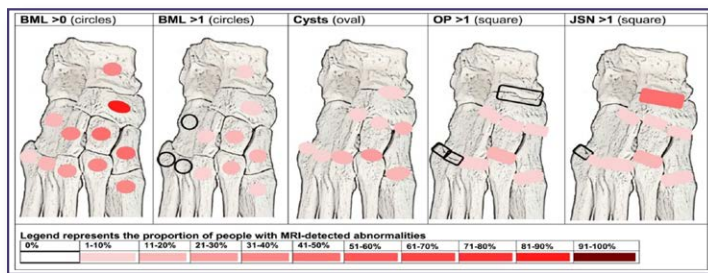 BML >0 (circles) BML >1 (circles) Cysts (oval) OP >1 (square) JSN >1 (square)
Legend represents the proportion of people with MRI-detected abnormalities
0% 1-10% 11-20% 21-30% 31-40% 41-50% 51-60% 61-70% 71-80% 81-90% 91-100%